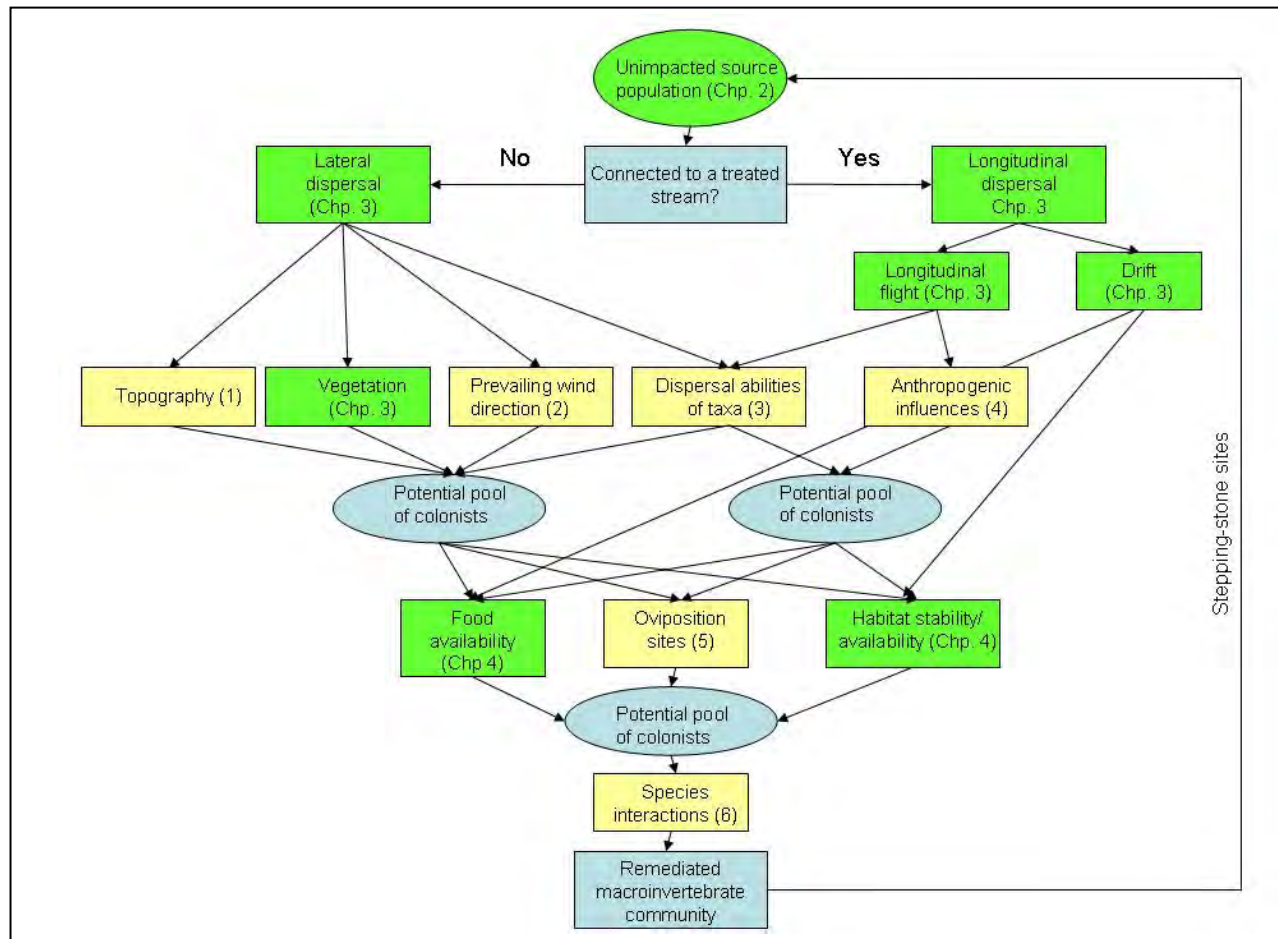 Unimpacted source
population (Chp. 2)
Lateral
dispersal
(Chp. 3)
No
Connected to a treated
stream?
Yes
Longitudinal
dispersal
Chp. 3
Longitudinal
flight (Chp. 3)
Drift
(Chp. 3)
Topography (1)
Vegetation
(Chp. 3)
Prevailing wind
direction (2)
Dispersal abilities
of taxa (3)
Anthropogenic
influences (4)
Potential pool
of colonists
Potential pool
of colonists
Stepping-stone sites
Food
availability
(Chp 4)
Oviposition
sites (5)
Habitat stability/
availability (Chp. 4)
Potential pool
of colonists
Species
interactions (6)
Remediated
macroinvertebrate
community